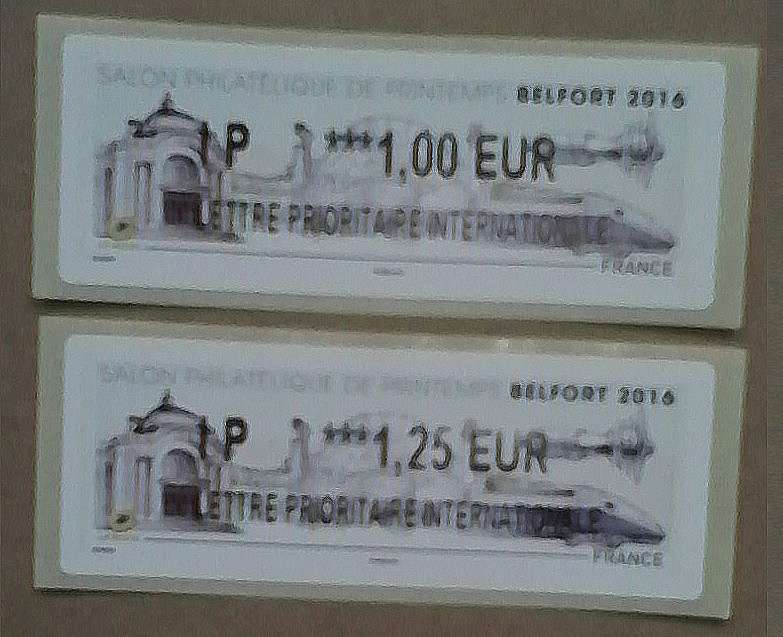 SALON PHILATÉLIQUE DE PRINTEMPS BELFORT 2016
IP ***1,00 EUR
LETTRE PRIORITAIRE INTERNATIONALE
FRANCE
SALON PHILATÉLIQUE DE PRINTEMPS BELFORT 2016
IP ***1,25 EUR
LETTRE PRIORITAIRE INTERNATIONALE
FRANCE